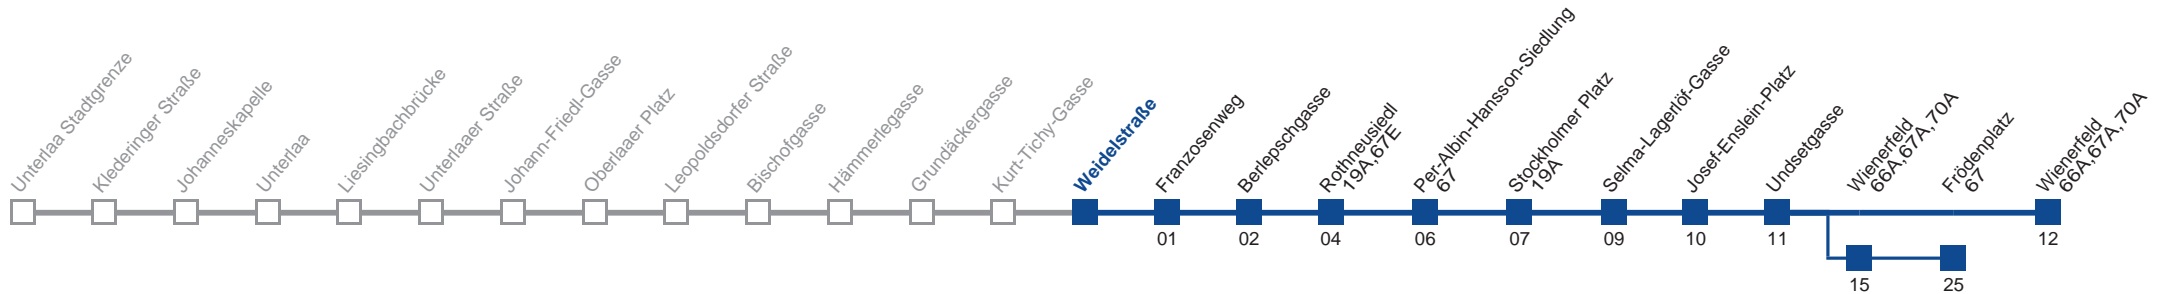 Unterlaa Stadtgrenze
Klederinger Straße
Johanneskapelle
Unterlaa
Liesingbachbrücke
Unterlaaer Straße
Johann-Friedl-Gasse
Oberlaaer Platz
Leopoldsdorfer Straße
Bischofgasse
Hämmerlegasse
Grundäckergasse
Kurt-Tichy-Gasse
Weidelstraße
Franzosenweg
Berlepschgasse
Rothneusiedl
19A,67E
Per-Albin-Hansson-Siedlung
67
Stockholmer Platz
19A
Selma-Lagerlöf-Gasse
Josef-Enslein-Platz
Undsetgasse
Wienerfeld
66A,67A,70A
Frödenplatz
67
Wienerfeld
66A,67A,70A
01 02 04 06 07 09 10 11 12
15 25